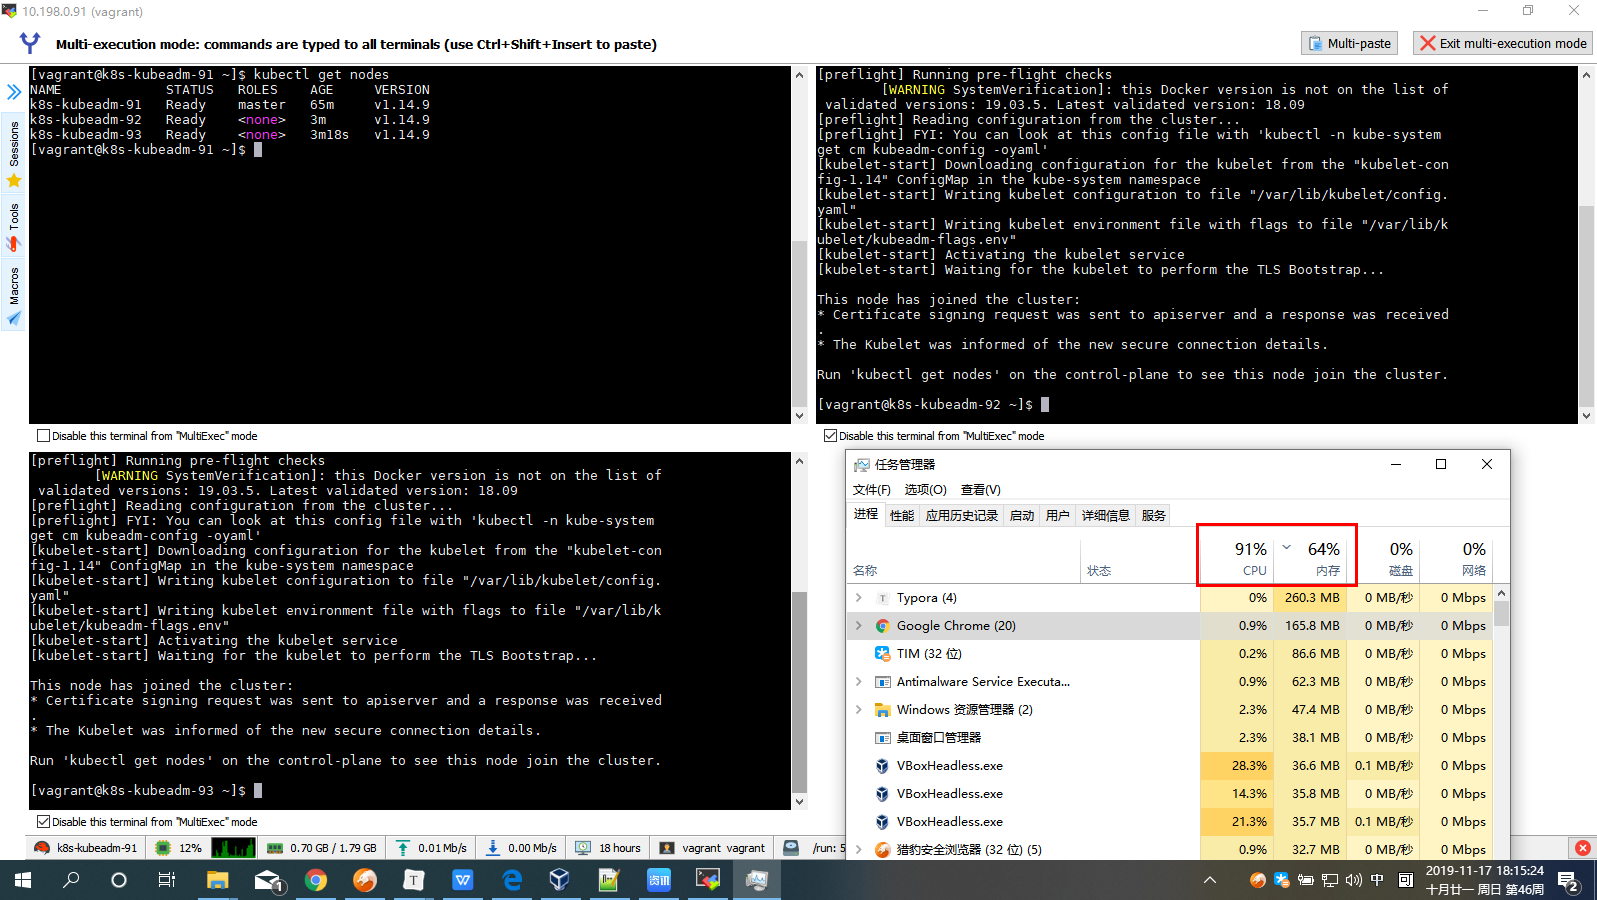 10.198.0.91 (vagrant)
Multi-execution mode: commands are typed to all terminals (use Ctrl+Shift+Insert to paste)
Multi-paste
Exit multi-execution mode
Sessions
Tools
Macros
[vagrant@k8s-kubeadm-91 ~]$ kubectl get nodes
NAME STATUS ROLES AGE VERSION
k8s-kubeadm-91 Ready master 65m v1.14.9
k8s-kubeadm-92 Ready <none> 3m v1.14.9
k8s-kubeadm-93 Ready <none> 3m18s v1.14.9
[vagrant@k8s-kubeadm-91 ~]$
Disable this terminal from "MultiExec" mode
[preflight] Running pre-flight checks
[WARNING SystemVerification]: this Docker version is not on the list of
validated versions: 19.03.5. Latest validated version: 18.09
[preflight] Reading configuration from the cluster...
[preflight] FYI: You can look at this config file with 'kubectl -n kube-system
get cm kubeadm-config -oyaml'
[kubelet-start] Downloading configuration for the kubelet from the "kubelet-con
fig-1.14" ConfigMap in the kube-system namespace
[kubelet-start] Writing kubelet configuration to file "/var/lib/kubelet/config.
yaml"
[kubelet-start] Writing kubelet environment file with flags to file "/var/lib/k
ubelet/kubeadm-flags.env"
[kubelet-start] Activating the kubelet service
[kubelet-start] Waiting for the kubelet to perform the TLS Bootstrap...
This node has joined the cluster:
* Certificate signing request was sent to apiserver and a response was received
.
* The Kubelet was informed of the new secure connection details.
Run 'kubectl get nodes' on the control-plane to see this node join the cluster.
[vagrant@k8s-kubeadm-92 ~]$
Disable this terminal from "MultiExec" mode
[preflight] Running pre-flight checks
[WARNING SystemVerification]: this Docker version is not on the list of
validated versions: 19.03.5. Latest validated version: 18.09
[preflight] Reading configuration from the cluster...
[preflight] FYI: You can look at this config file with 'kubectl -n kube-system
get cm kubeadm-config -oyaml'
[kubelet-start] Downloading configuration for the kubelet from the "kubelet-con
fig-1.14" ConfigMap in the kube-system namespace
[kubelet-start] Writing kubelet configuration to file "/var/lib/kubelet/config.
yaml"
[kubelet-start] Writing kubelet environment file with flags to file "/var/lib/k
ubelet/kubeadm-flags.env"
[kubelet-start] Activating the kubelet service
[kubelet-start] Waiting for the kubelet to perform the TLS Bootstrap...
This node has joined the cluster:
* Certificate signing request was sent to apiserver and a response was received
.
* The Kubelet was informed of the new secure connection details.
Run 'kubectl get nodes' on the control-plane to see this node join the cluster.
[vagrant@k8s-kubeadm-93 ~]$
Disable this terminal from "MultiExec" mode
任务管理器
文件(F) 选项(O) 查看(V)
进程 性能 应用历史记录 启动 用户 详细信息 服务
91% 64% 0% 0%
名称 状态 CPU 内存 磁盘 网络
Typora (4) 0% 260.3 MB 0 MB/秒 0 Mbps
Google Chrome (20) 0.9% 165.8 MB 0 MB/秒 0 Mbps
TIM (32 位) 0.2% 86.6 MB 0 MB/秒 0 Mbps
Antimalware Service Executa... 0.9% 62.3 MB 0 MB/秒 0 Mbps
Windows 资源管理器 (2) 2.3% 47.4 MB 0 MB/秒 0 Mbps
桌面窗口管理器 2.3% 38.1 MB 0 MB/秒 0 Mbps
VBoxHeadless.exe 28.3% 36.6 MB 0.1 MB/秒 0 Mbps
VBoxHeadless.exe 14.3% 35.8 MB 0 MB/秒 0 Mbps
VBoxHeadless.exe 21.3% 35.7 MB 0.1 MB/秒 0 Mbps
猎豹安全浏览器 (32 位) (5) 0.9% 32.7 MB 0 MB/秒 0 Mbps
k8s-kubeadm-91 12% 0.70 GB / 1.79 GB 0.01 Mb/s 0.00 Mb/s 18 hours vagrant vagrant /run: 5
1
T
W
资讯
中
2019-11-17 18:15:24
十月廿一 周日 第46周
2